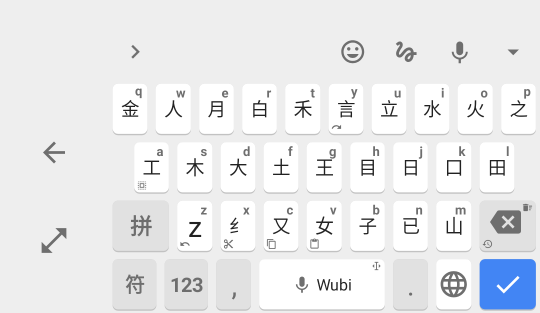 q w e r t y u i o p
金 人 月 白 禾 言 立 水 火 之
a s d f g h j k l
工 木 大 土 王 目 日 口 田
z x c v b n m
拼 Z 纟 又 女 子 已 山
符 123 , Wubi .